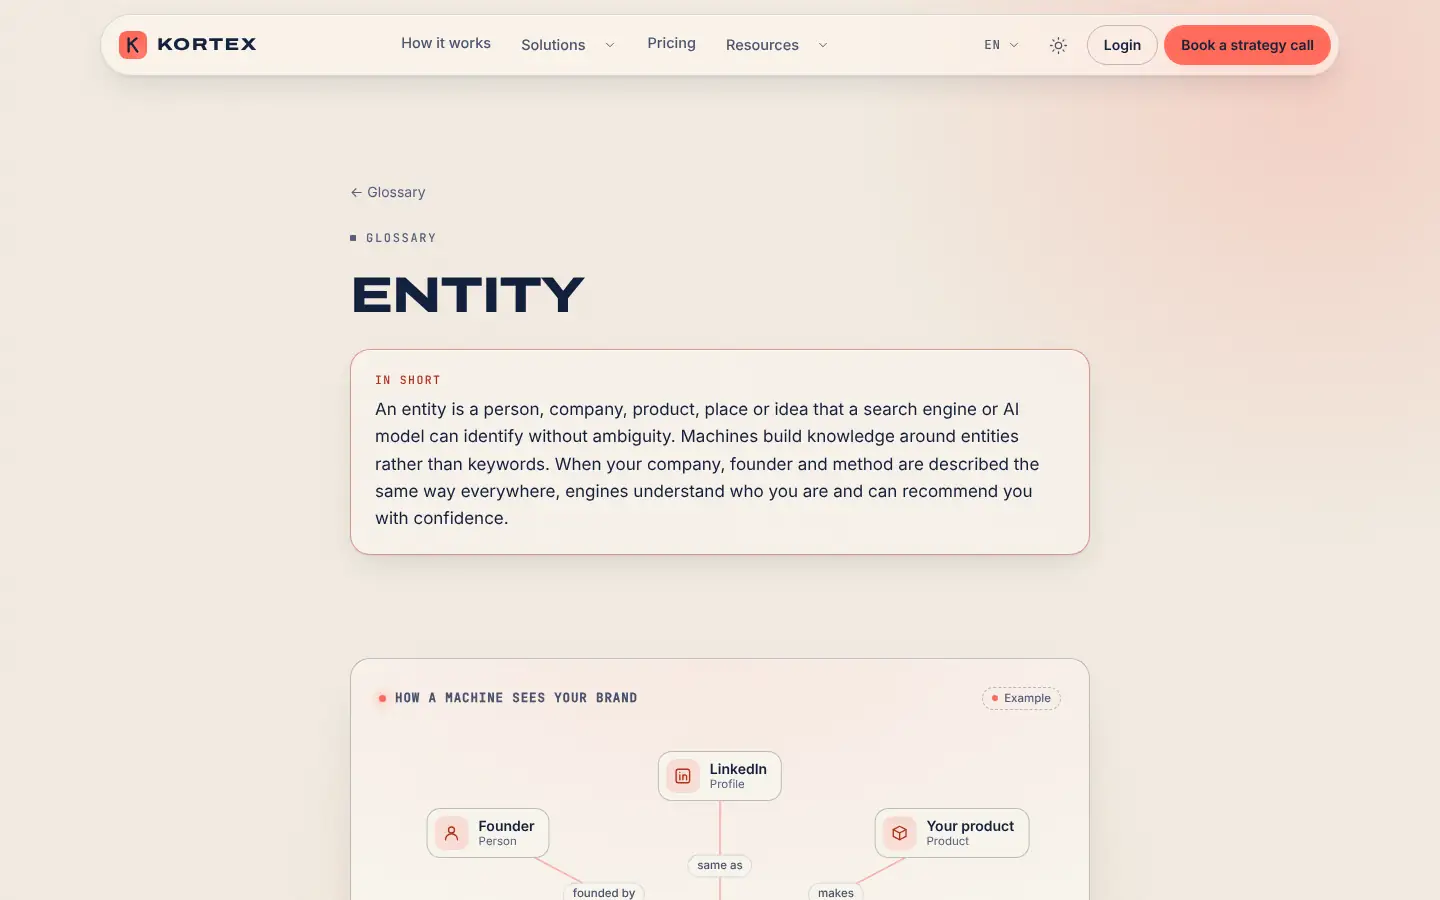 KORTEX
How it works
Solutions
Pricing
Resources
EN
Login
Book a strategy call
← Glossary
GLOSSARY
ENTITY
IN SHORT
An entity is a person, company, product, place or idea that a search engine or AI
model can identify without ambiguity. Machines build knowledge around entities
rather than keywords. When your company, founder and method are described the
same way everywhere, engines understand who you are and can recommend you
with confidence.
HOW A MACHINE SEES YOUR BRAND
Example
LinkedIn
Profile
Founder
Person
Your product
Product
same as
founded by
makes